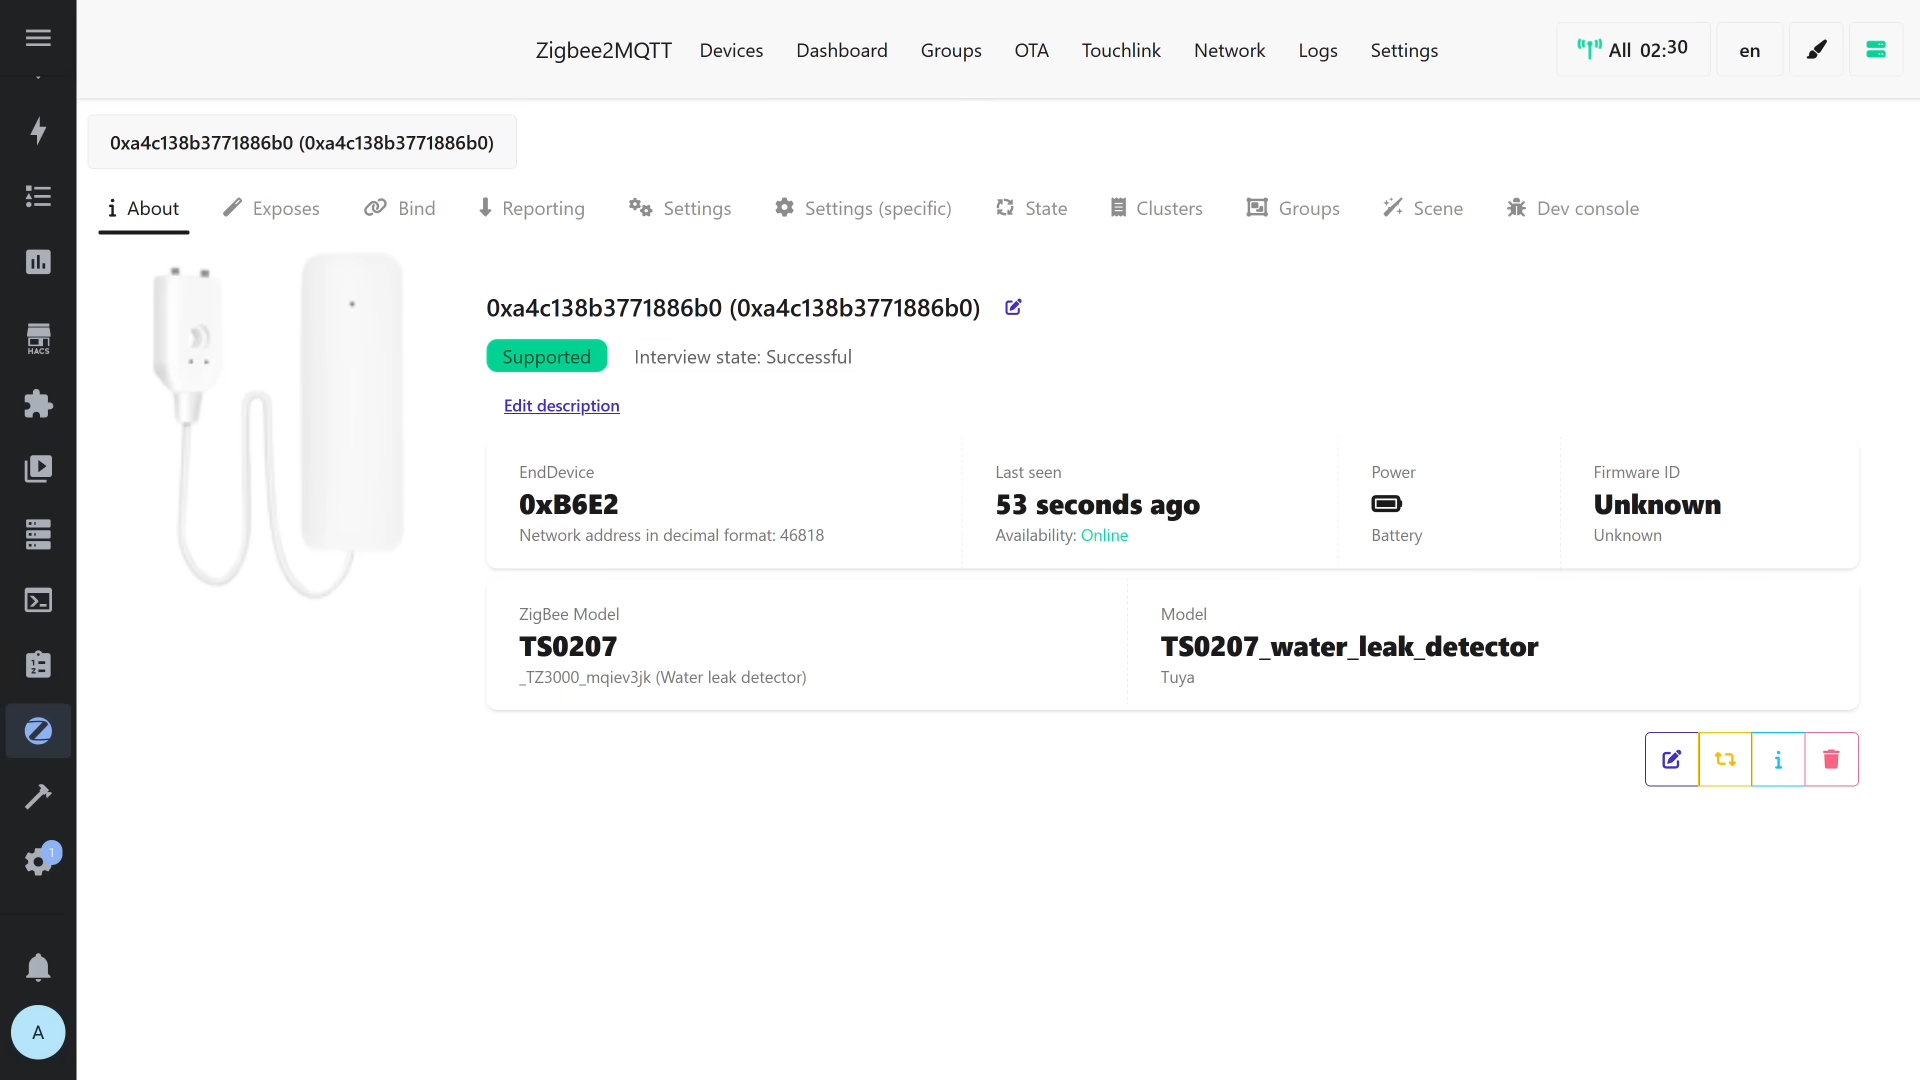 Zigbee2MQTT Devices Dashboard Groups OTA Touchlink Network Logs Settings All 02:30 en
0xa4c138b3771886b0 (0xa4c138b3771886b0)
About Exposes Bind Reporting Settings Settings (specific) State Clusters Groups Scene Dev console
0xa4c138b3771886b0 (0xa4c138b3771886b0)
Supported Interview state: Successful
Edit description
EndDevice Last seen Power Firmware ID
0xB6E2 53 seconds ago Unknown
Network address in decimal format: 46818 Availability: Online Battery Unknown
ZigBee Model Model
TS0207 TS0207_water_leak_detector
_TZ3000_mqiev3jk (Water leak detector) Tuya
HACS
1
A